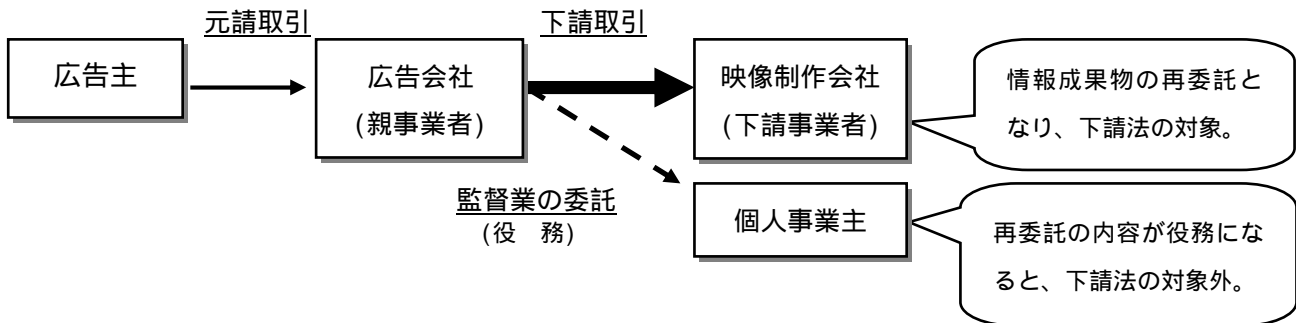 元請取引
下請取引
広告主
広告会社
(親事業者)
映像制作会社
(下請事業者)
情報成果物の再委託と
なり、下請法の対象。
監督業の委託
(役 務)
個人事業主
再委託の内容が役務にな
ると、下請法の対象外。